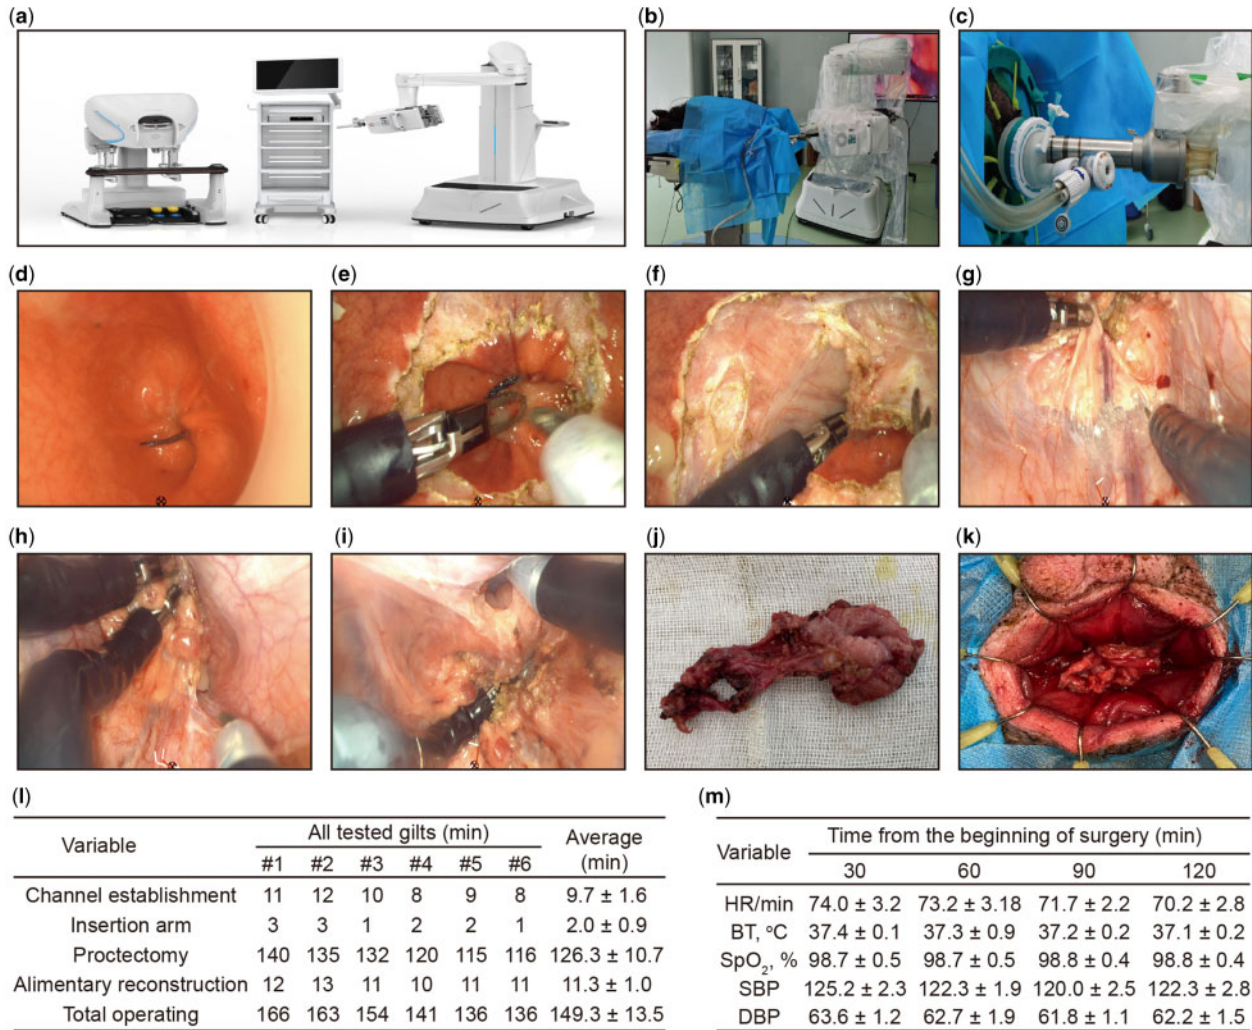 (a)
(b)
(c)
(d)
(e)
(f)
(g)
(h)
(i)
(j)
(k)
(l)
Variable All tested gilts (min) Average (min)
#1 #2 #3 #4 #5 #6
Channel establishment 11 12 10 8 9 8 9.7 ± 1.6
Insertion arm 3 3 1 2 2 1 2.0 ± 0.9
Proctectomy 140 135 132 120 115 116 126.3 ± 10.7
Alimentary reconstruction 12 13 11 10 11 11 11.3 ± 1.0
Total operating 166 163 154 141 136 136 149.3 ± 13.5
(m)
Variable Time from the beginning of surgery (min)
30 60 90 120
HR/min 74.0 ± 3.2 73.2 ± 3.18 71.7 ± 2.2 70.2 ± 2.8
BT, °C 37.4 ± 0.1 37.3 ± 0.9 37.2 ± 0.2 37.1 ± 0.2
SpO₂, % 98.7 ± 0.5 98.7 ± 0.5 98.8 ± 0.4 98.8 ± 0.4
SBP 125.2 ± 2.3 122.3 ± 1.9 120.0 ± 2.5 122.3 ± 2.8
DBP 63.6 ± 1.2 62.7 ± 1.9 61.8 ± 1.1 62.2 ± 1.5